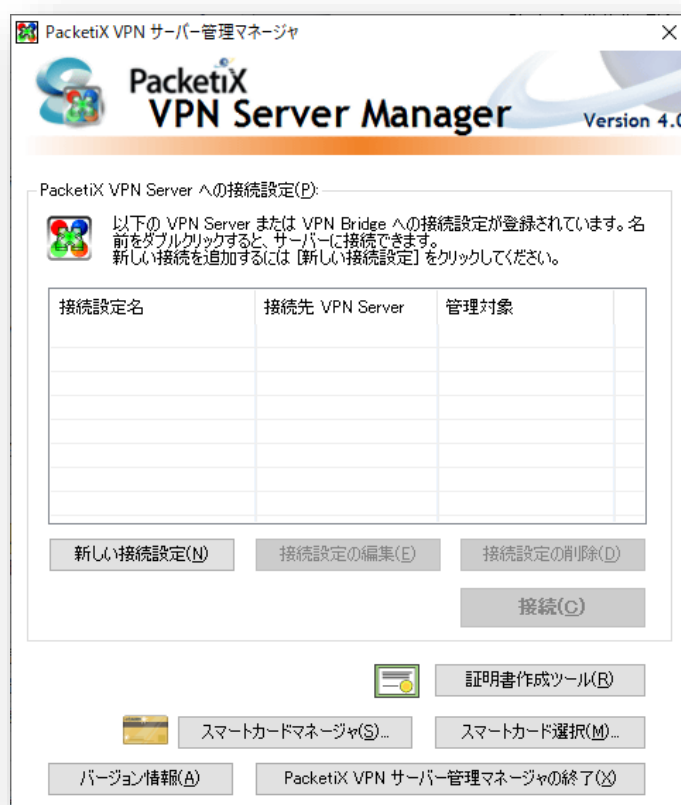 PacketiX VPN サーバー管理マネージャ
PacketiX
VPN Server Manager
Version 4.0
PacketiX VPN Server への接続設定(P):
以下の VPN Server または VPN Bridge への接続設定が登録されています。名
前をダブルクリックすると、サーバーに接続できます。
新しい接続を追加するには [新しい接続設定] をクリックしてください。
接続設定名 接続先 VPN Server 管理対象
新しい接続設定(N) 接続設定の編集(E) 接続設定の削除(D)
接続(C)
証明書作成ツール(R)
スマートカードマネージャ(S)... スマートカード選択(M)...
バージョン情報(A) PacketiX VPN サーバー管理マネージャの終了(X)